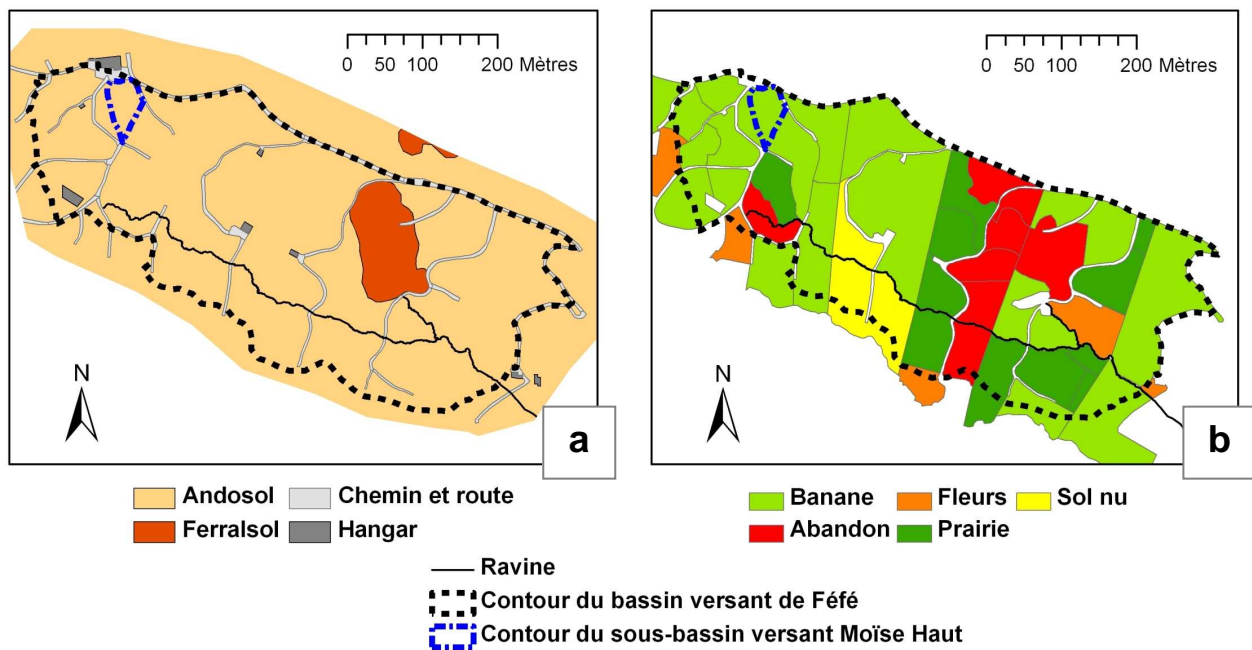 0 50 100 200 Mètres
N
a
0 50 100 200 Mètres
N
b
Andosol Chemin et route
Ferralsol Hangar
Banane Fleurs Sol nu
Abandon Prairie
Ravine
Contour du bassin versant de Féfé
Contour du sous-bassin versant Moïse Haut